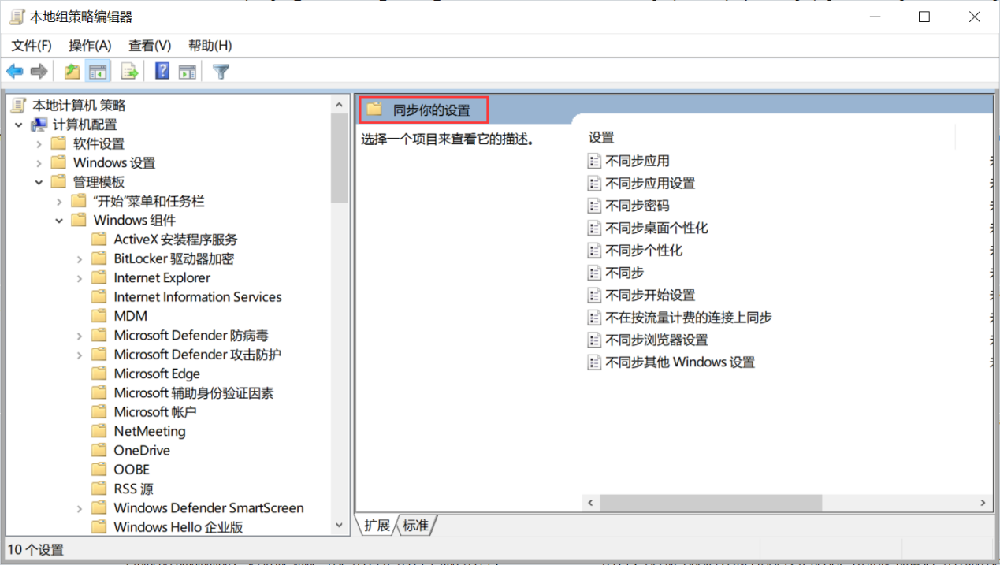 本地组策略编辑器
文件(F) 操作(A) 查看(V) 帮助(H)
本地计算机 策略
计算机配置
软件设置
Windows 设置
管理模板
“开始”菜单和任务栏
Windows 组件
ActiveX 安装程序服务
BitLocker 驱动器加密
Internet Explorer
Internet Information Services
MDM
Microsoft Defender 防病毒
Microsoft Defender 攻击防护
Microsoft Edge
Microsoft 辅助身份验证因素
Microsoft 帐户
NetMeeting
OneDrive
OOBE
RSS 源
Windows Defender SmartScreen
Windows Hello 企业版
同步你的设置
选择一个项目来查看它的描述。
设置
不同步应用
不同步应用设置
不同步密码
不同步桌面个性化
不同步个性化
不同步
不同步开始设置
不在按流量计费的连接上同步
不同步浏览器设置
不同步其他 Windows 设置
扩展 标准
10 个设置